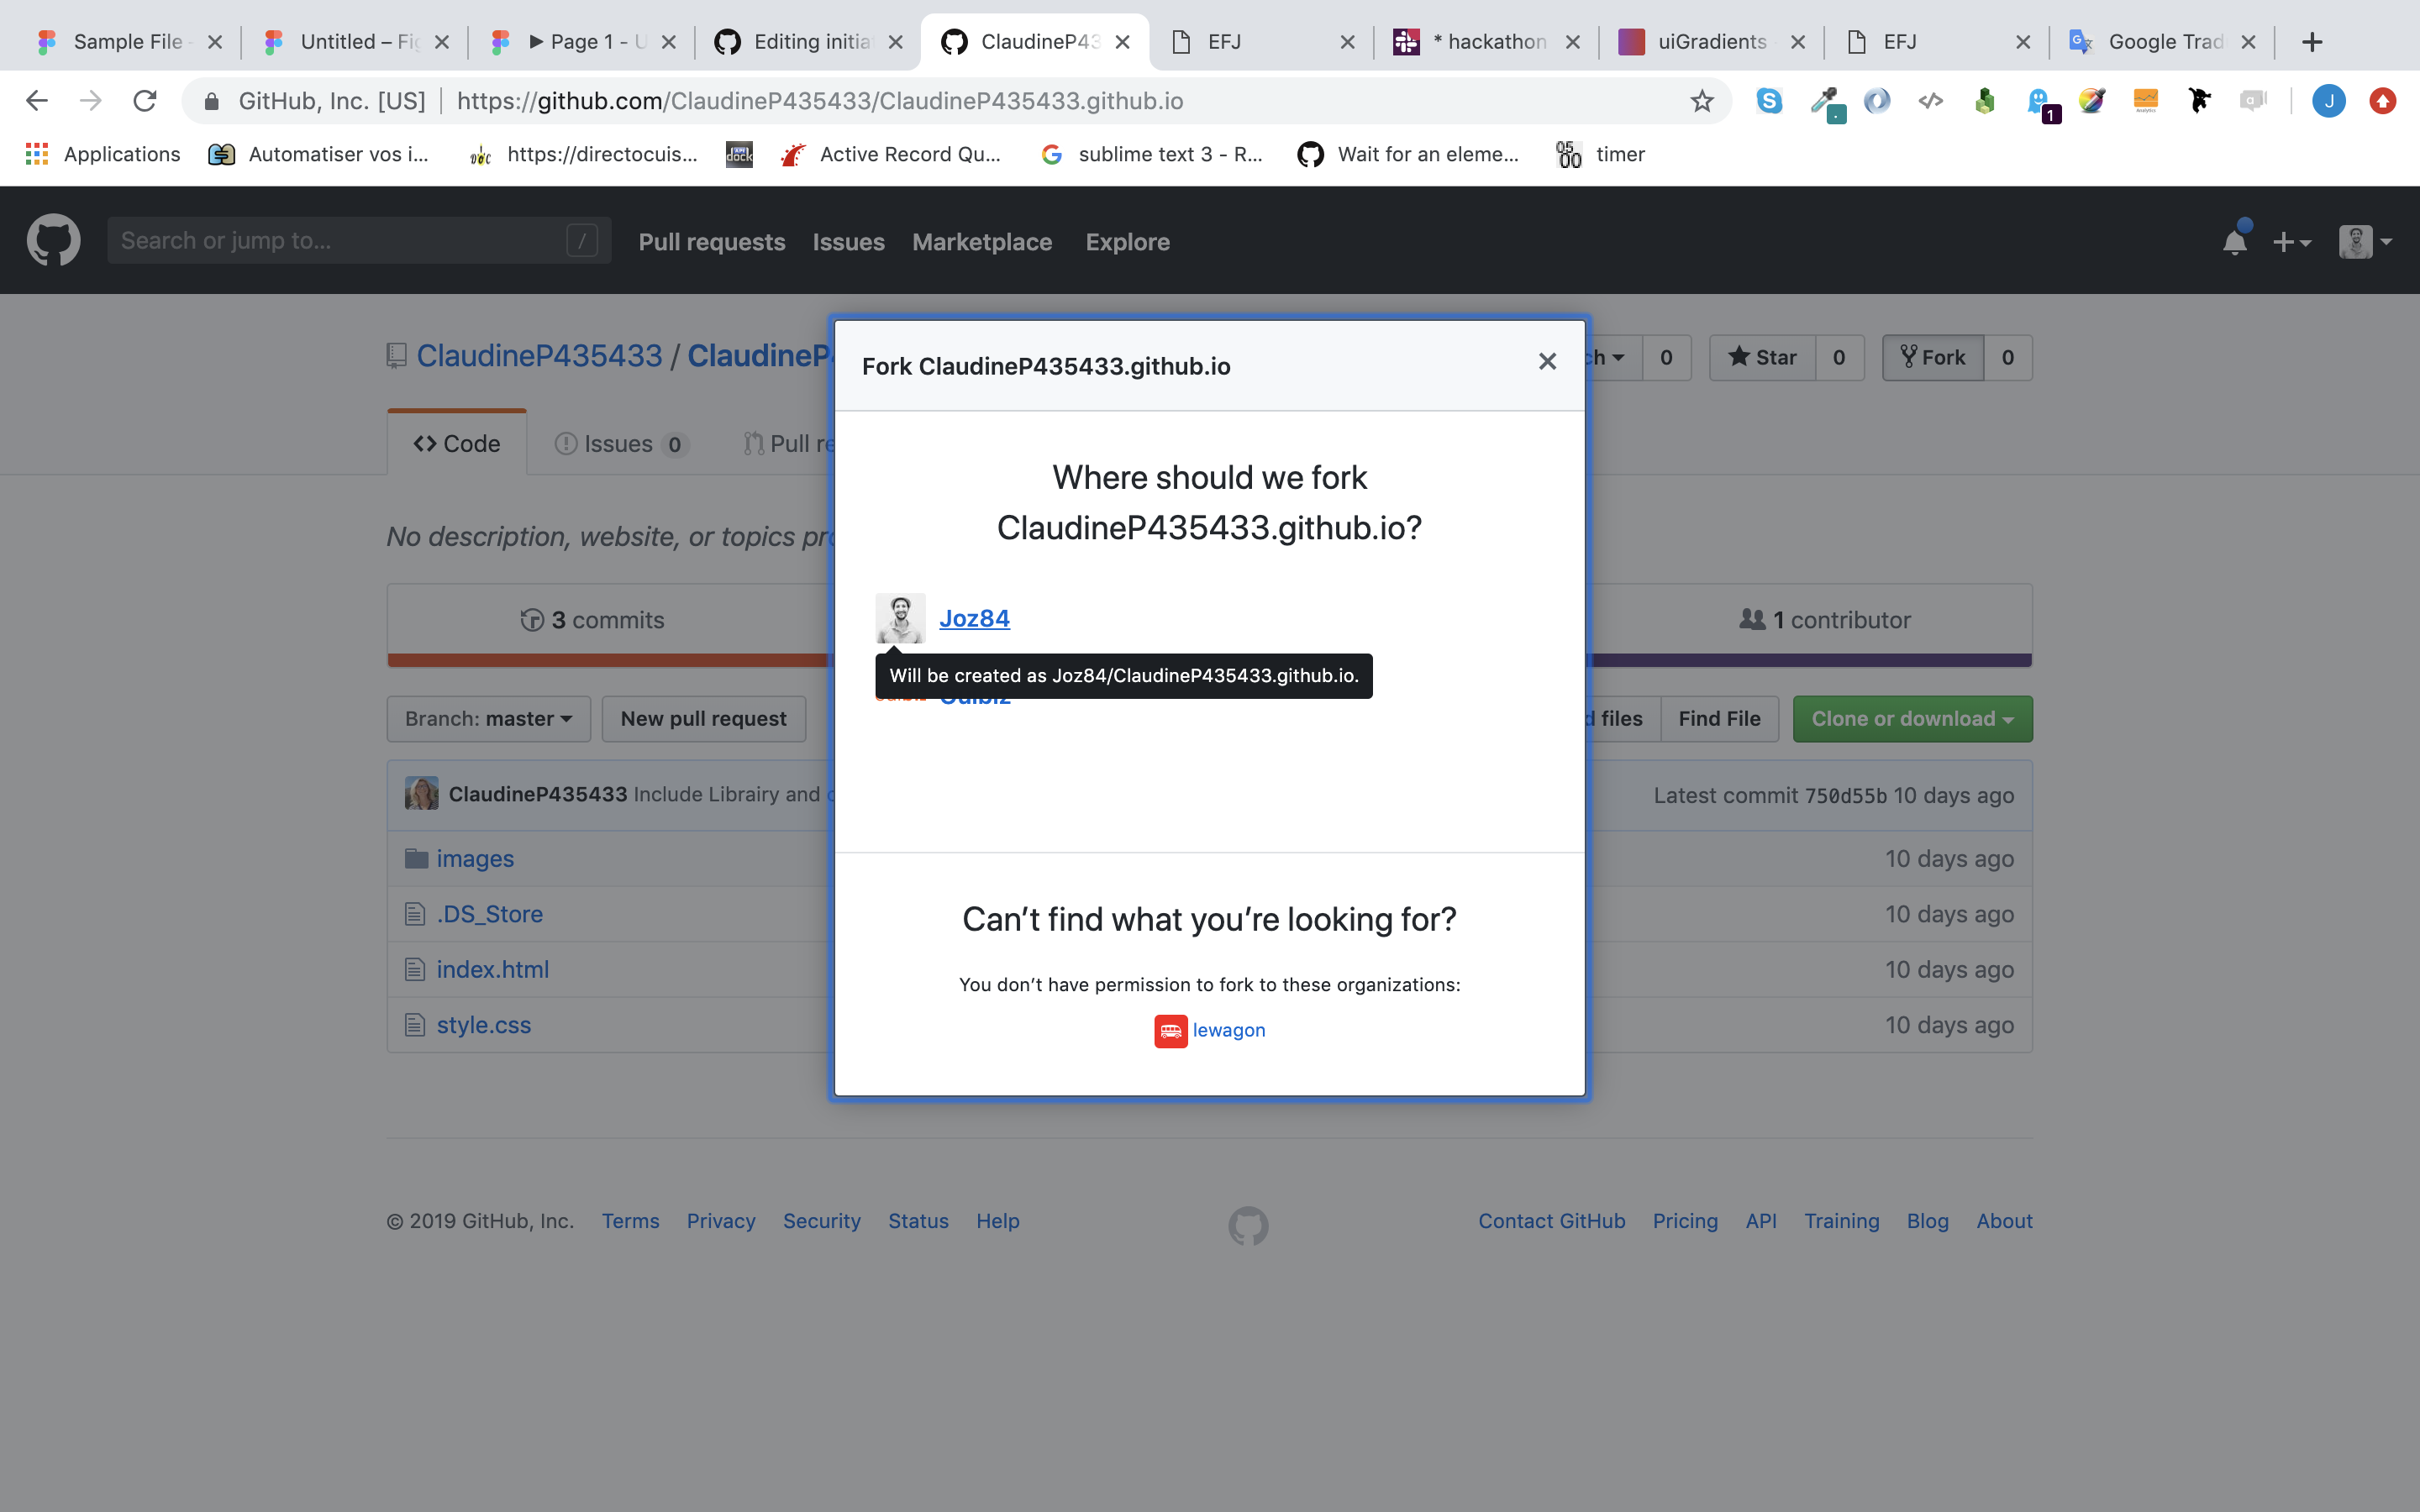 Sample File
Untitled – Fig
▶ Page 1 - U
Editing initia
ClaudineP43
EFJ
* hackathon
uiGradients
EFJ
Google Trad
GitHub, Inc. [US] | https://github.com/ClaudineP435433/ClaudineP435433.github.io
1
J
Applications
Automatiser vos i...
https://directocuis...
Active Record Qu...
sublime text 3 - R...
Wait for an eleme...
timer
Search or jump to... /
Pull requests Issues Marketplace Explore
ClaudineP435433 / ClaudineP
0
Star 0
Fork 0
Code
Issues 0
Pull re
No description, website, or topics pro
3 commits
1 contributor
Branch: master
New pull request
files
Find File
Clone or download
ClaudineP435433 Include Librairy and
Latest commit 750d55b 10 days ago
images 10 days ago
.DS_Store 10 days ago
index.html 10 days ago
style.css 10 days ago
Fork ClaudineP435433.github.io
Where should we fork
ClaudineP435433.github.io?
Joz84
Will be created as Joz84/ClaudineP435433.github.io.
Can’t find what you’re looking for?
You don’t have permission to fork to these organizations:
lewagon
© 2019 GitHub, Inc. Terms Privacy Security Status Help
Contact GitHub Pricing API Training Blog About